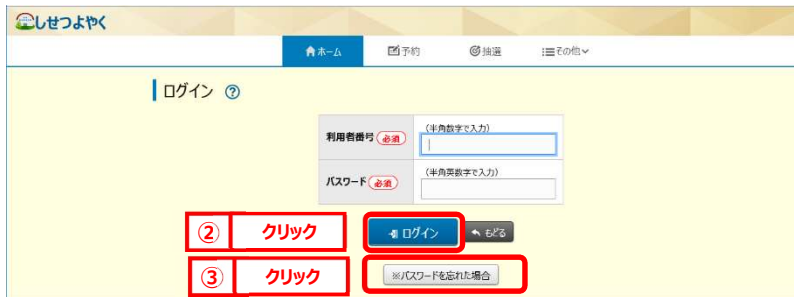 しせつよやく
ホーム 予約 抽選 その他
ログイン ?
(半角数字で入力)
利用者番号 必須
(半角英数字で入力)
パスワード 必須
② クリック ログイン もどる
③ クリック ※パスワードを忘れた場合